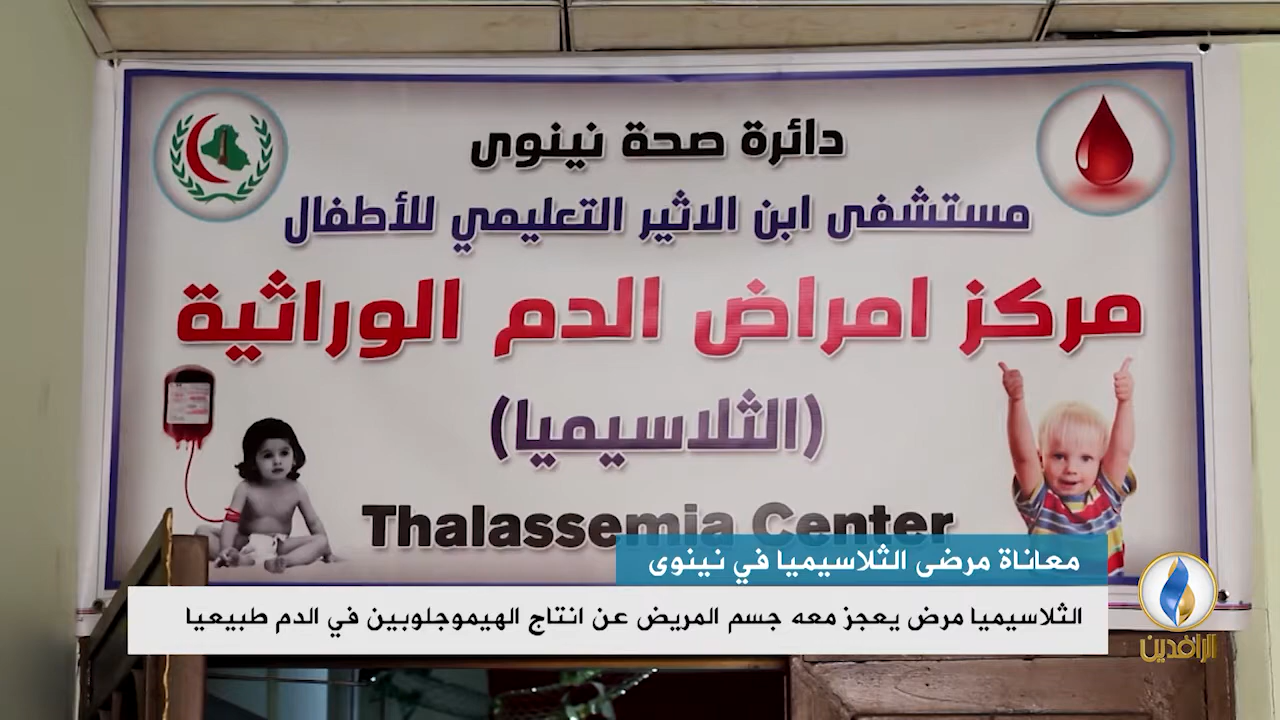 دائرة صحة نينوى
مستشفى ابن الاثير التعليمي للأطفال
مركز امراض الدم الوراثية
(الثلاسيميا)
Thalassemia Center
معاناة مرضى الثلاسيميا في نينوى
الثلاسيميا مرض يعجز معه جسم المريض عن انتاج الهيموجلوبين في الدم طبيعيا
الرافدين